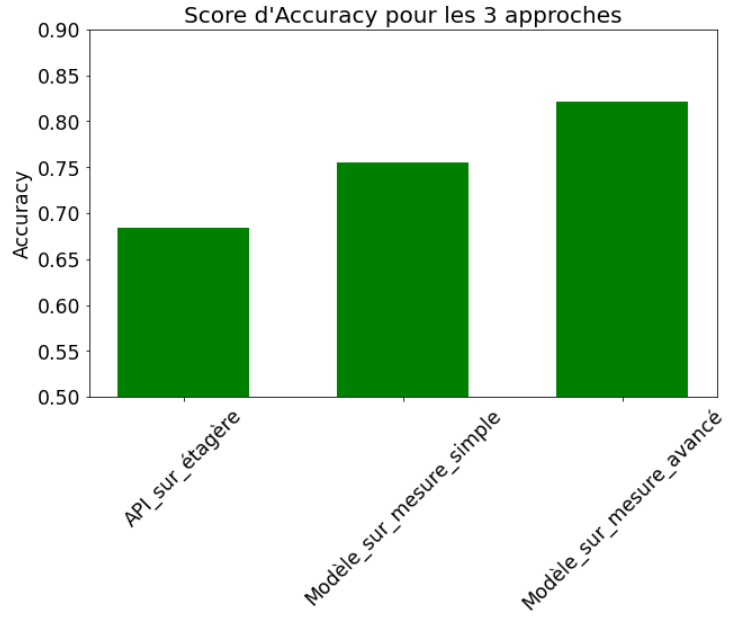 Score d'Accuracy pour les 3 approches
0.90
0.85
0.80
0.75
0.70
0.65
0.60
0.55
0.50
Accuracy
API_sur_étagère
Modèle_sur_mesure_simple
Modèle_sur_mesure_avancé